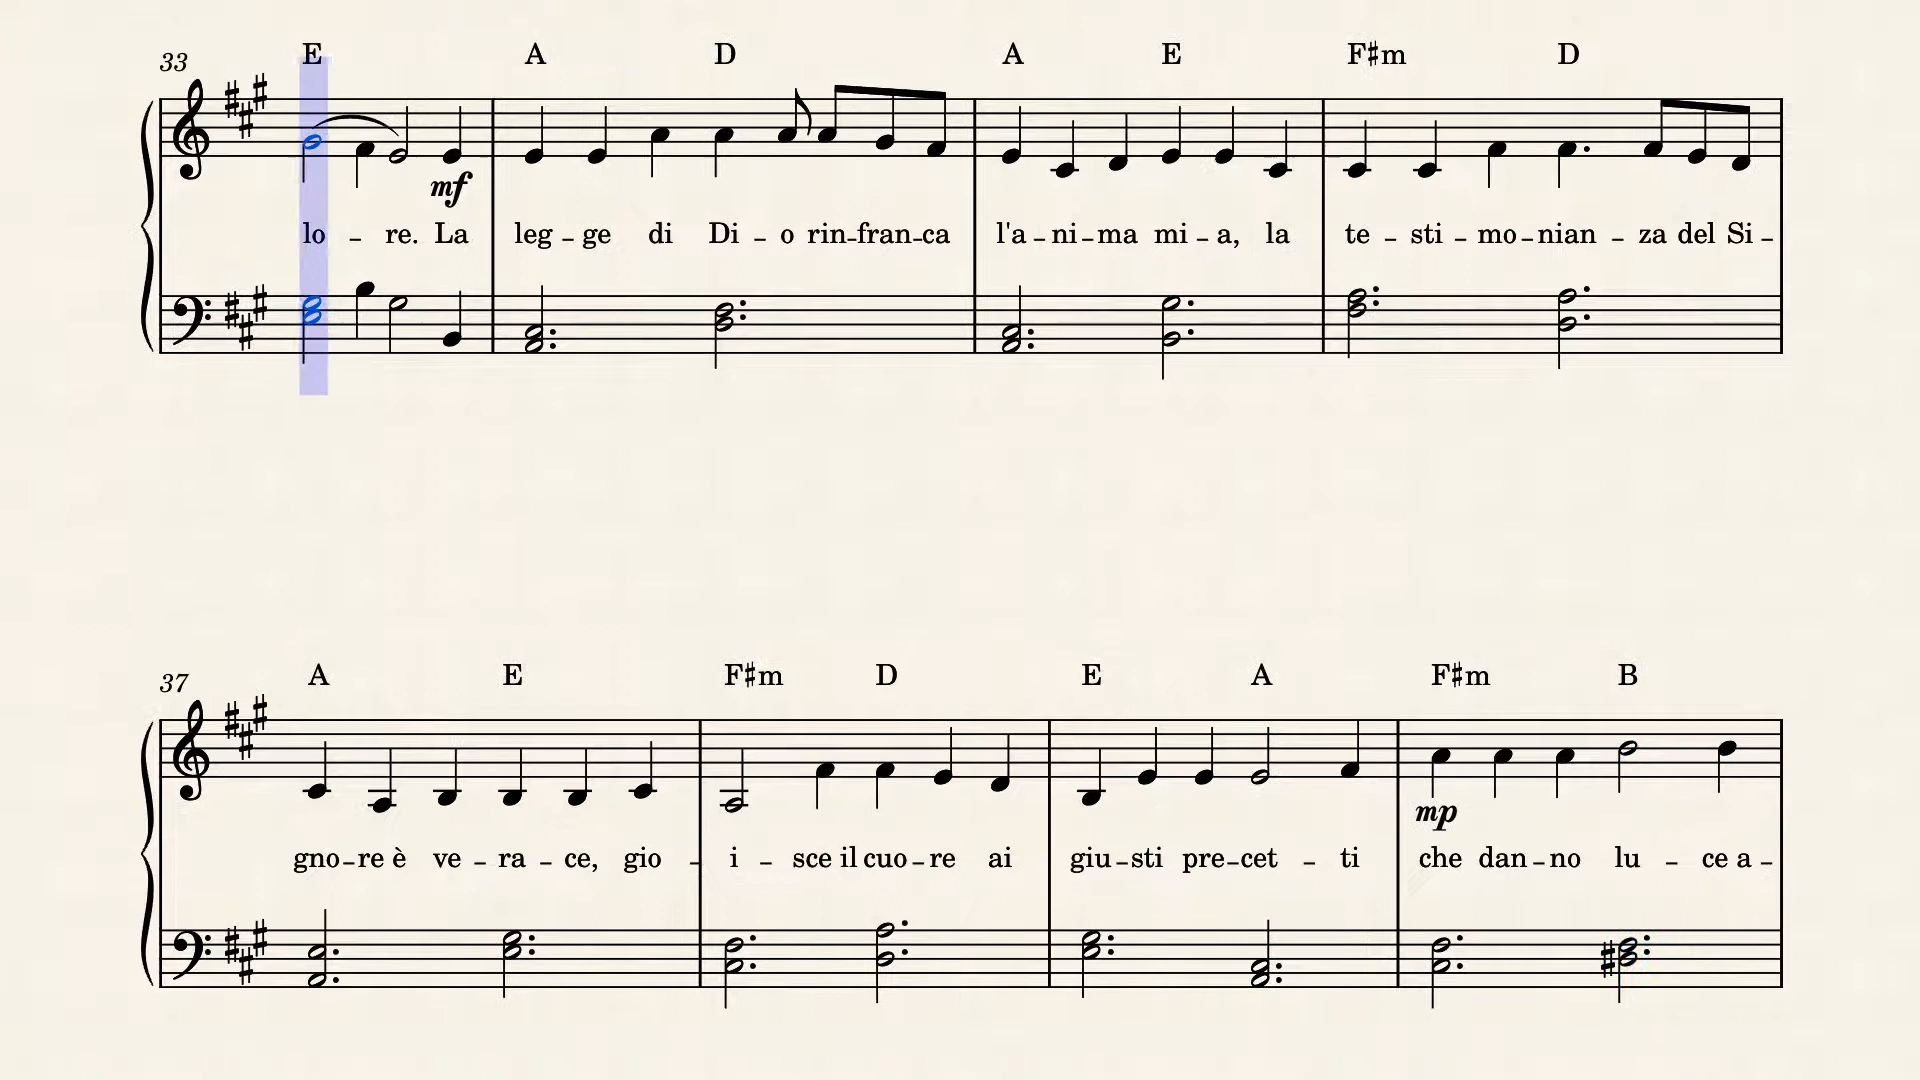 33 E A D A E F♯m D
mf
lo - re. La leg - ge di Di - o rin - fran - ca l'a - ni - ma mi - a, la te - sti - mo - nian - za del Si -
37 A E F♯m D E A F♯m B
mp
gno - re è ve - ra - ce, gio - i - sce il cuo - re ai giu - sti pre - cet - ti che dan - no lu - ce a -